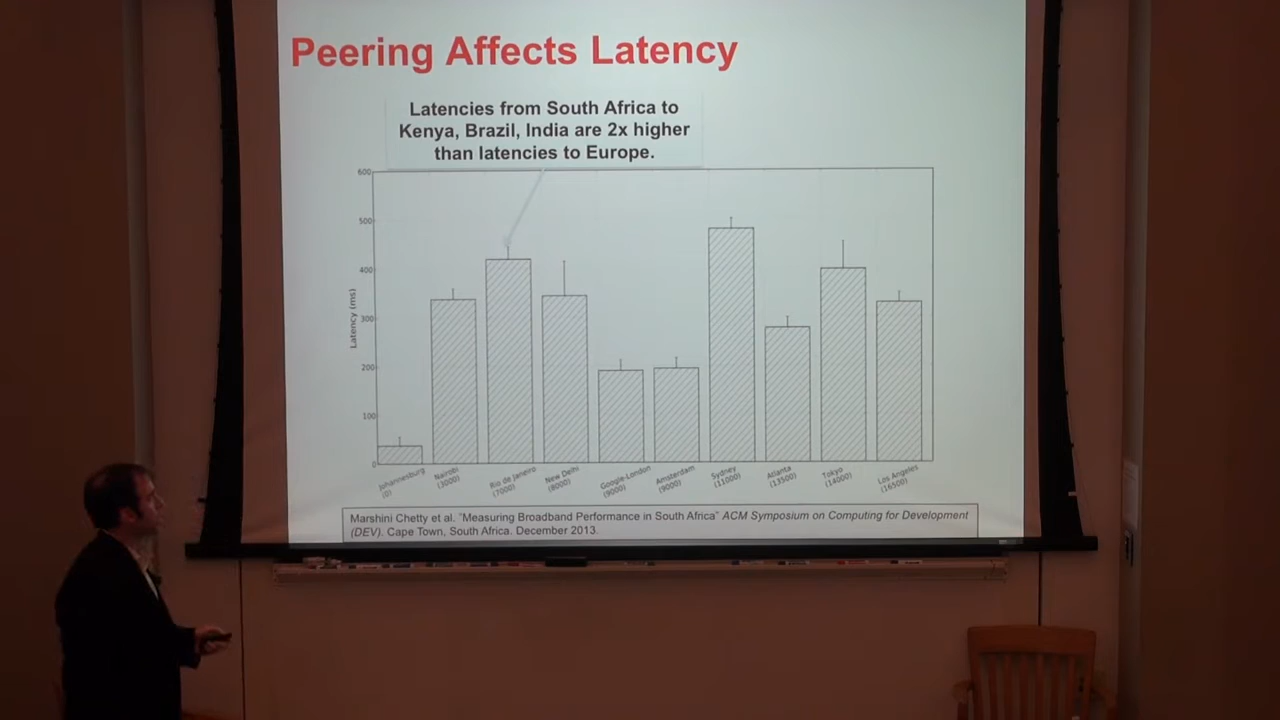 Peering Affects Latency
Latencies from South Africa to
Kenya, Brazil, India are 2x higher
than latencies to Europe.
600
500
400
300
200
100
0
Latency (ms)
Johannesburg
(0)
Nairobi
(3000)
Rio de Janeiro
(7000)
New Delhi
(8000)
Google-London
(9000)
Amsterdam
(9000)
Sydney
(11000)
Atlanta
(13500)
Tokyo
(14000)
Los Angeles
(16500)
Marshini Chetty et al. "Measuring Broadband Performance in South Africa" ACM Symposium on Computing for Development
(DEV). Cape Town, South Africa. December 2013.